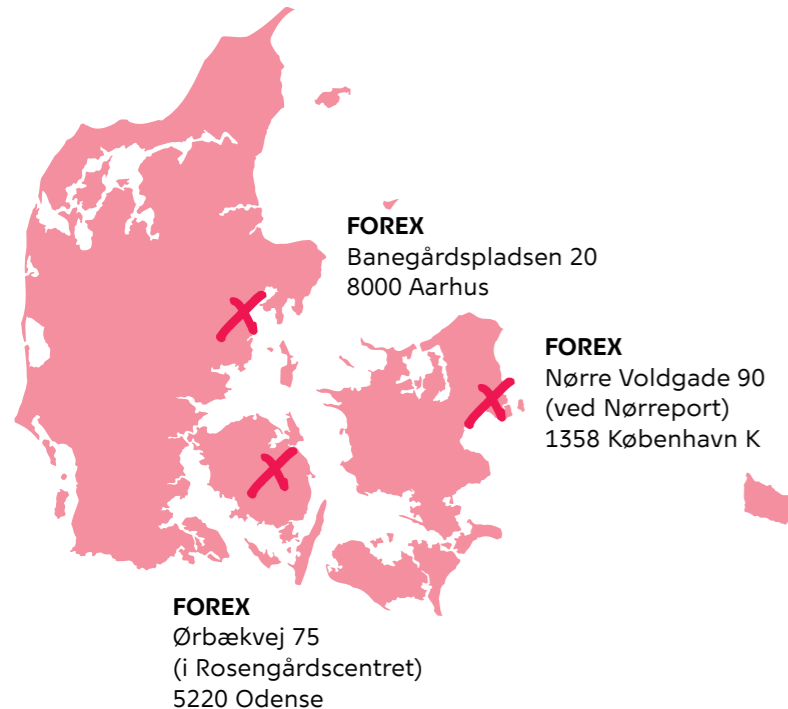 FOREX
Banegårdspladsen 20
8000 Aarhus
FOREX
Nørre Voldgade 90
(ved Nørreport)
1358 København K
FOREX
Ørbækvej 75
(i Rosengårdscentret)
5220 Odense